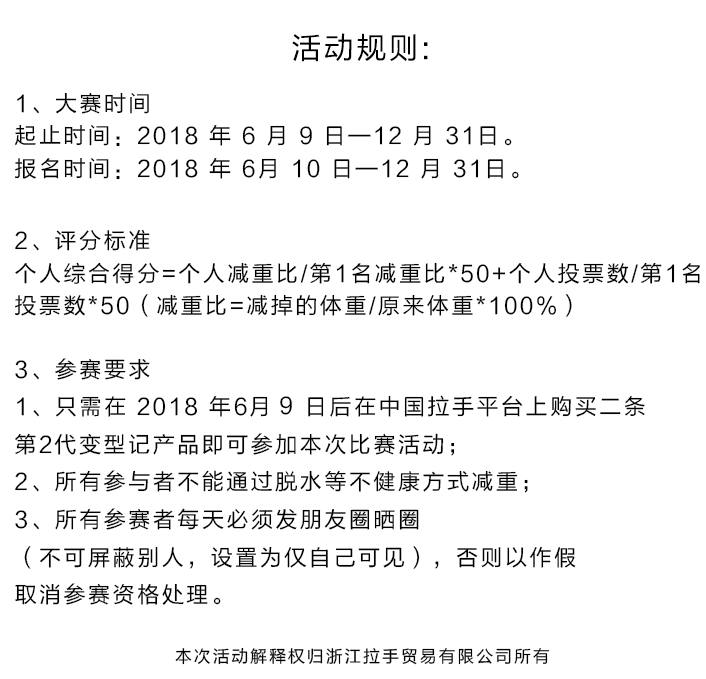 活动规则:
1、大赛时间
起止时间：2018 年 6 月 9 日—12 月 31日。
报名时间：2018 年 6月 10 日—12 月 31日。
2、评分标准
个人综合得分=个人减重比/第1名减重比*50+个人投票数/第1名
投票数*50（减重比=减掉的体重/原来体重*100%）
3、参赛要求
1、只需在 2018 年6月 9 日后在中国拉手平台上购买二条
第2代变型记产品即可参加本次比赛活动；
2、所有参与者不能通过脱水等不健康方式减重；
3、所有参赛者每天必须发朋友圈晒圈
（不可屏蔽别人，设置为仅自己可见），否则以作假
取消参赛资格处理。
本次活动解释权归浙江拉手贸易有限公司所有